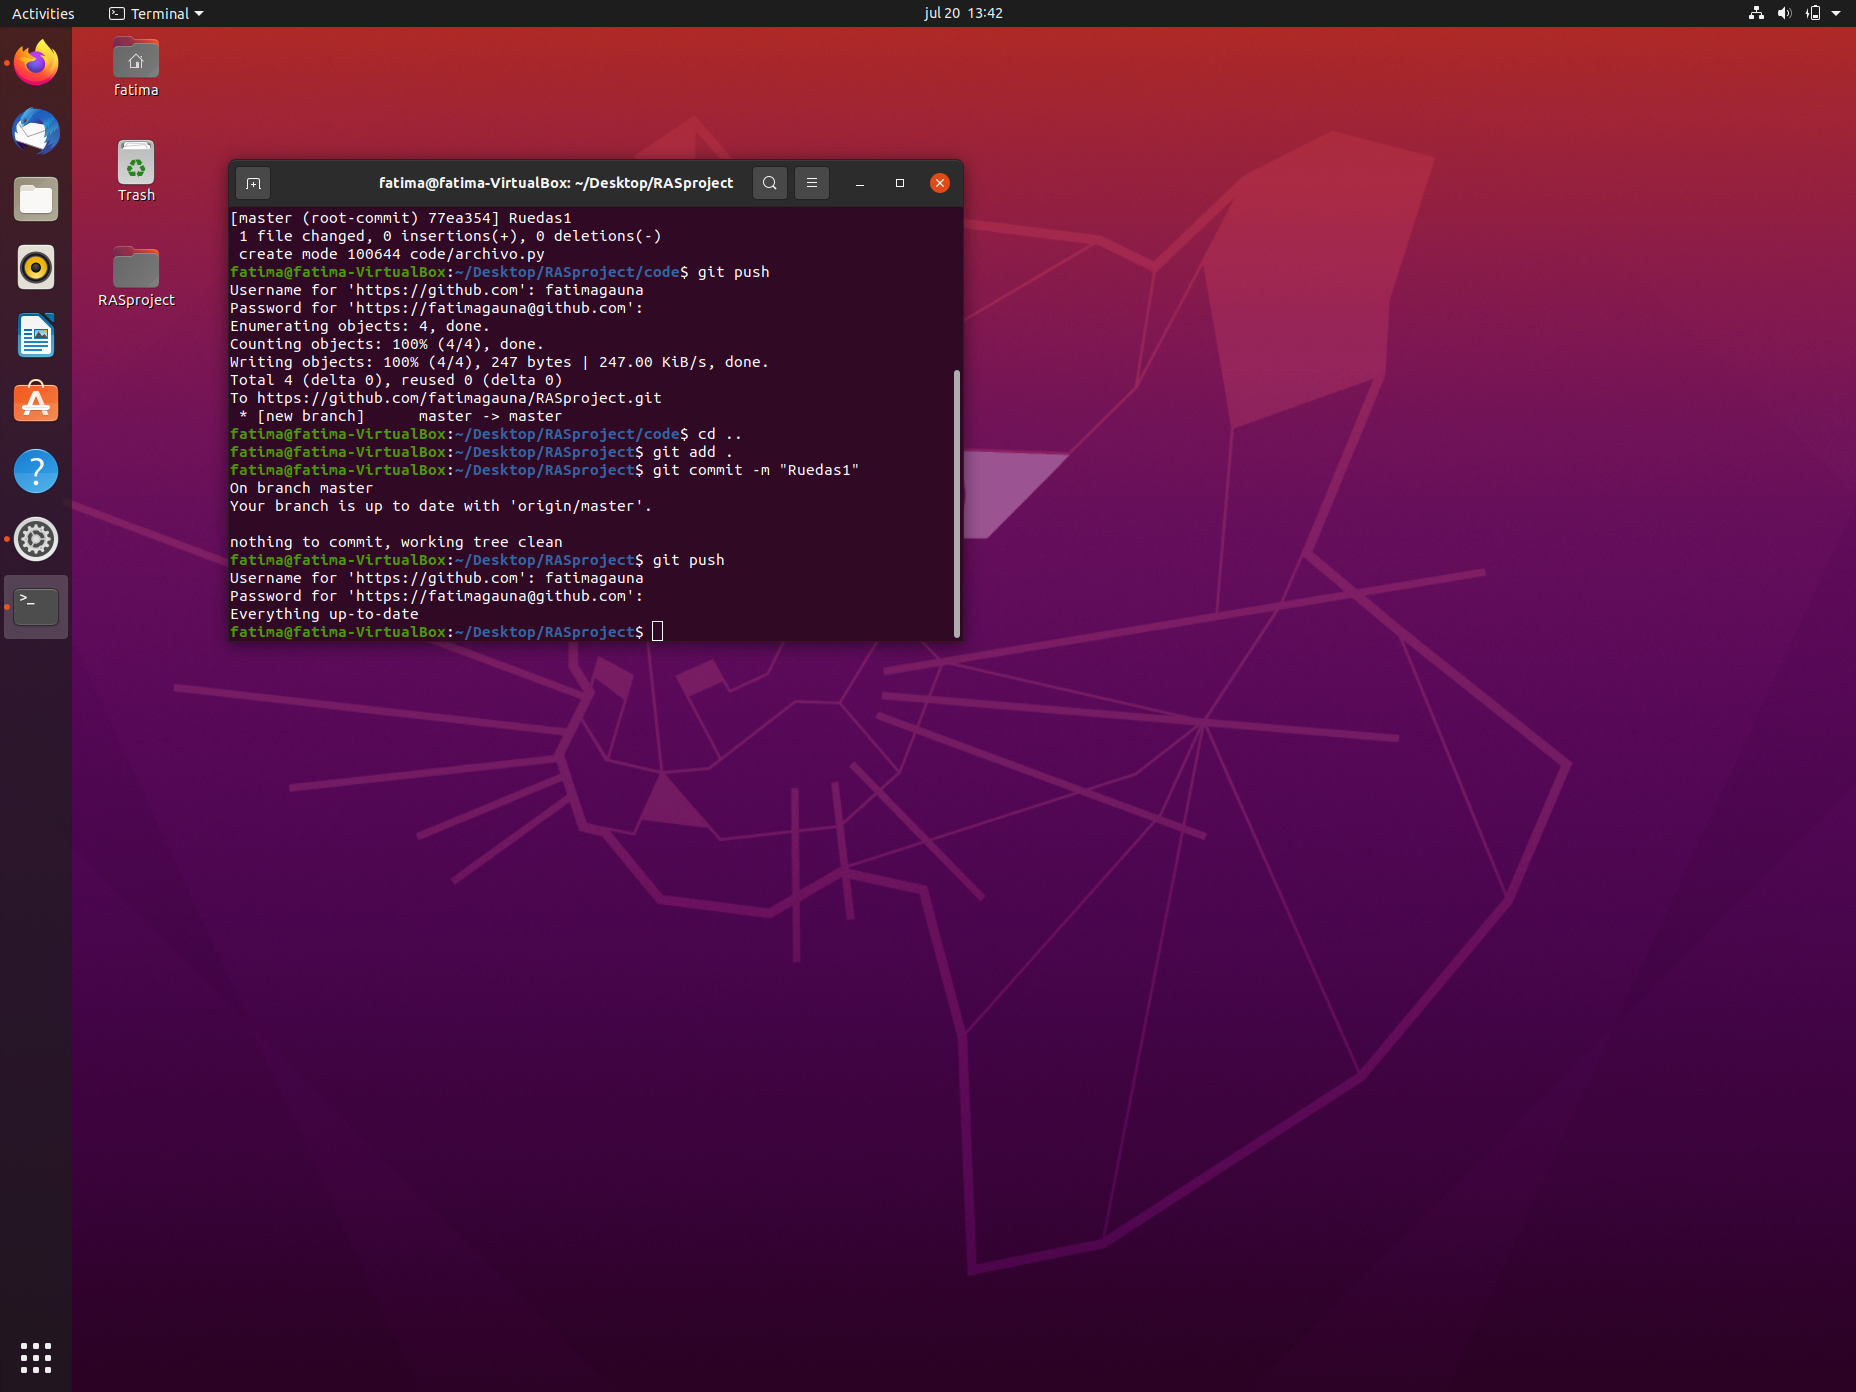 Activities
Terminal
jul 20 13:42
fatima
Trash
RASproject
fatima@fatima-VirtualBox: ~/Desktop/RASproject
[master (root-commit) 77ea354] Ruedas1
 1 file changed, 0 insertions(+), 0 deletions(-)
 create mode 100644 code/archivo.py
fatima@fatima-VirtualBox:~/Desktop/RASproject/code$ git push
Username for 'https://github.com': fatimagauna
Password for 'https://fatimagauna@github.com':
Enumerating objects: 4, done.
Counting objects: 100% (4/4), done.
Writing objects: 100% (4/4), 247 bytes | 247.00 KiB/s, done.
Total 4 (delta 0), reused 0 (delta 0)
To https://github.com/fatimagauna/RASproject.git
 * [new branch]      master -> master
fatima@fatima-VirtualBox:~/Desktop/RASproject/code$ cd ..
fatima@fatima-VirtualBox:~/Desktop/RASproject$ git add .
fatima@fatima-VirtualBox:~/Desktop/RASproject$ git commit -m "Ruedas1"
On branch master
Your branch is up to date with 'origin/master'.

nothing to commit, working tree clean
fatima@fatima-VirtualBox:~/Desktop/RASproject$ git push
Username for 'https://github.com': fatimagauna
Password for 'https://fatimagauna@github.com':
Everything up-to-date
fatima@fatima-VirtualBox:~/Desktop/RASproject$